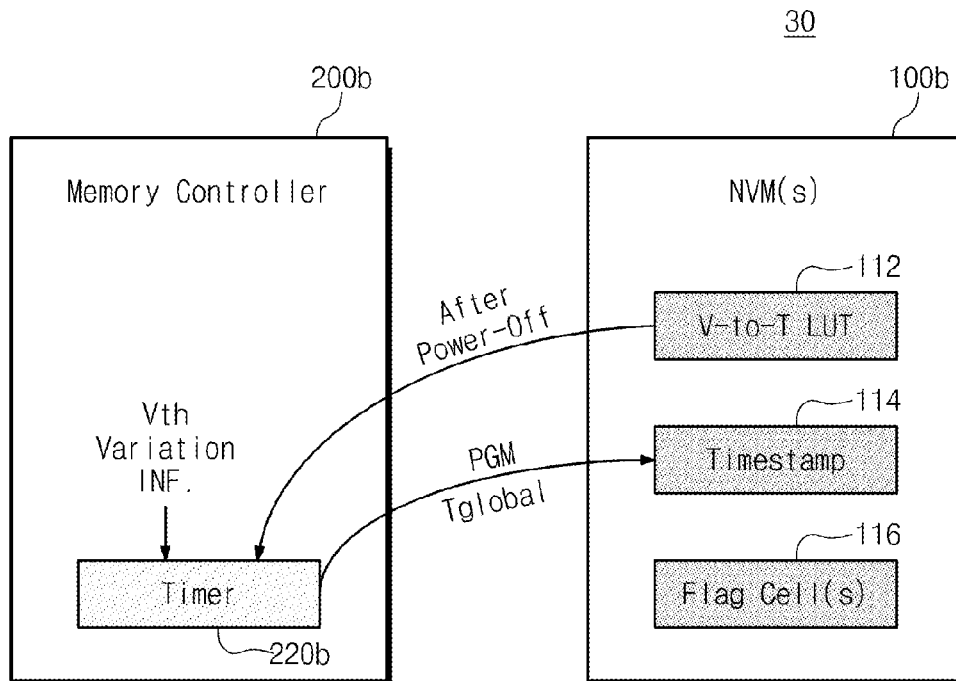 30
200b
100b
Memory Controller
NVM(s)
112
V-to-T LUT
After
Power-Off
114
Timestamp
Vth
Variation
INF.
PGM
Tglobal
116
Flag Cell(s)
Timer
220b